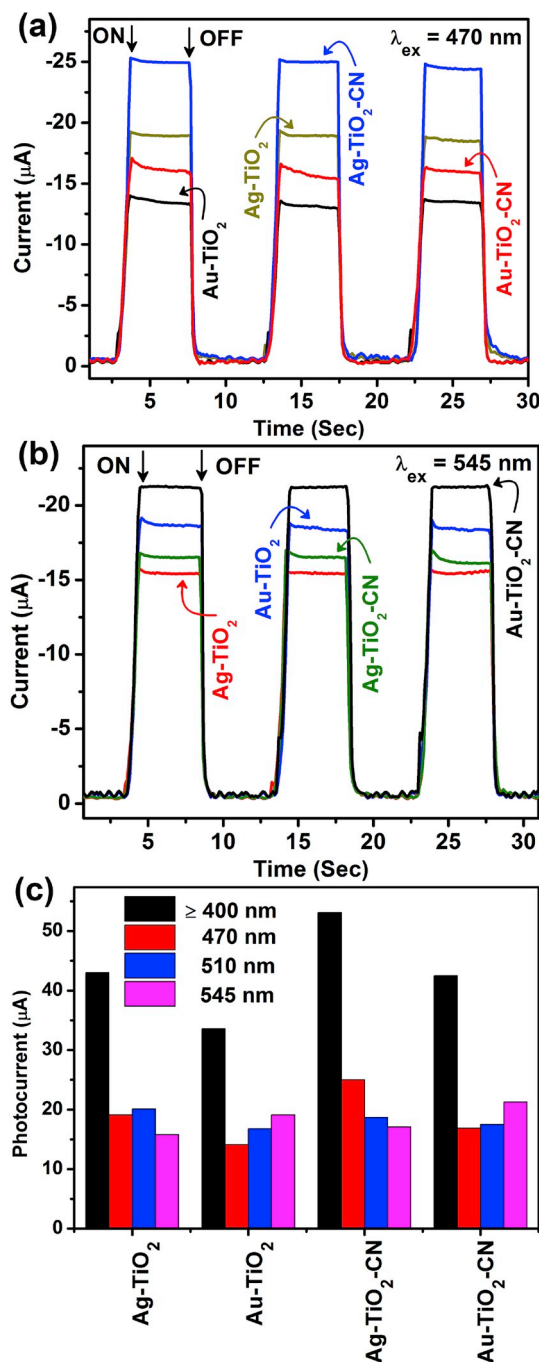 (a)
ON
OFF
λex = 470 nm
-25
-20
-15
-10
-5
0
Current (µA)
Ag-TiO2
Ag-TiO2-CN
Au-TiO2
Au-TiO2-CN
5
10
15
20
25
30
Time (Sec)
(b)
ON
OFF
λex = 545 nm
-20
-15
-10
-5
0
Current (µA)
Ag-TiO2
Au-TiO2
Ag-TiO2-CN
Au-TiO2-CN
5
10
15
20
25
30
Time (Sec)
(c)
≥ 400 nm
470 nm
510 nm
545 nm
50
40
30
20
10
0
Photocurrent (µA)
Ag-TiO2
Au-TiO2
Ag-TiO2-CN
Au-TiO2-CN